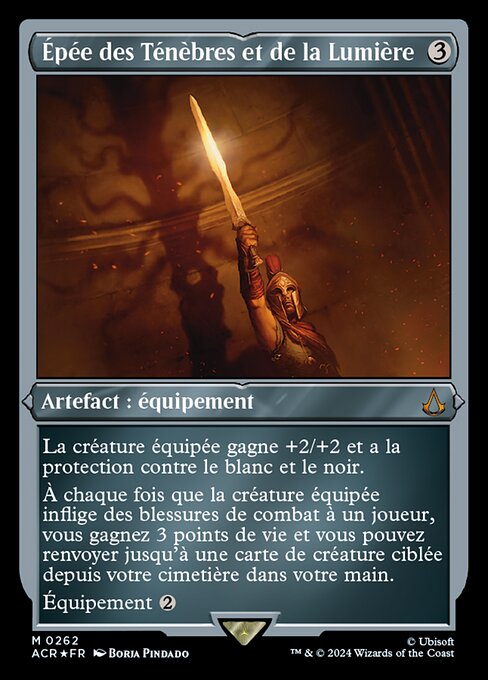 Épée des Ténèbres et de la Lumière 3
Artefact : équipement
La créature équipée gagne +2/+2 et a la
protection contre le blanc et le noir.
À chaque fois que la créature équipée
inflige des blessures de combat à un joueur,
vous gagnez 3 points de vie et vous pouvez
renvoyer jusqu'à une carte de créature ciblée
depuis votre cimetière dans votre main.
Équipement 2
M 0262
ACR★FR Borja Pindado
© Ubisoft
™ & © 2024 Wizards of the Coast